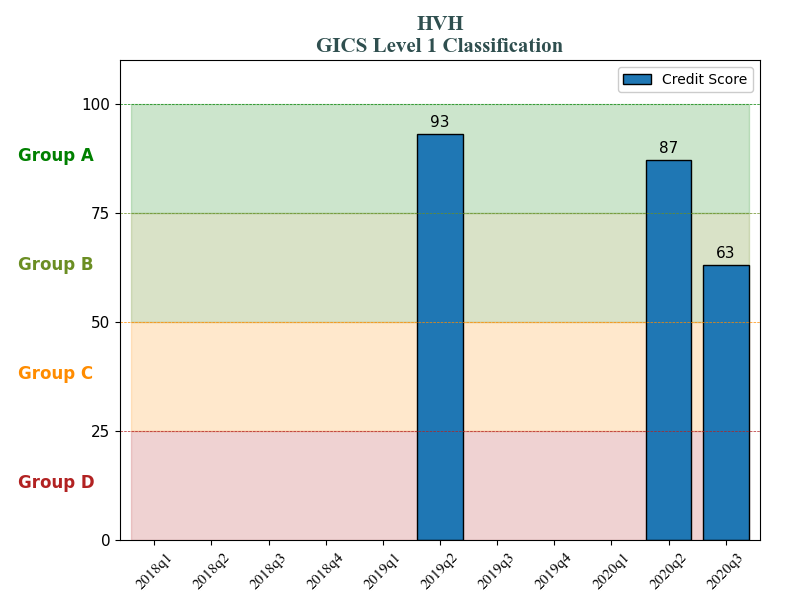 HVH
GICS Level 1 Classification
Credit Score
100
Group A
75
Group B
50
Group C
25
Group D
0
93
87
63
2018q1
2018q2
2018q3
2018q4
2019q1
2019q2
2019q3
2019q4
2020q1
2020q2
2020q3